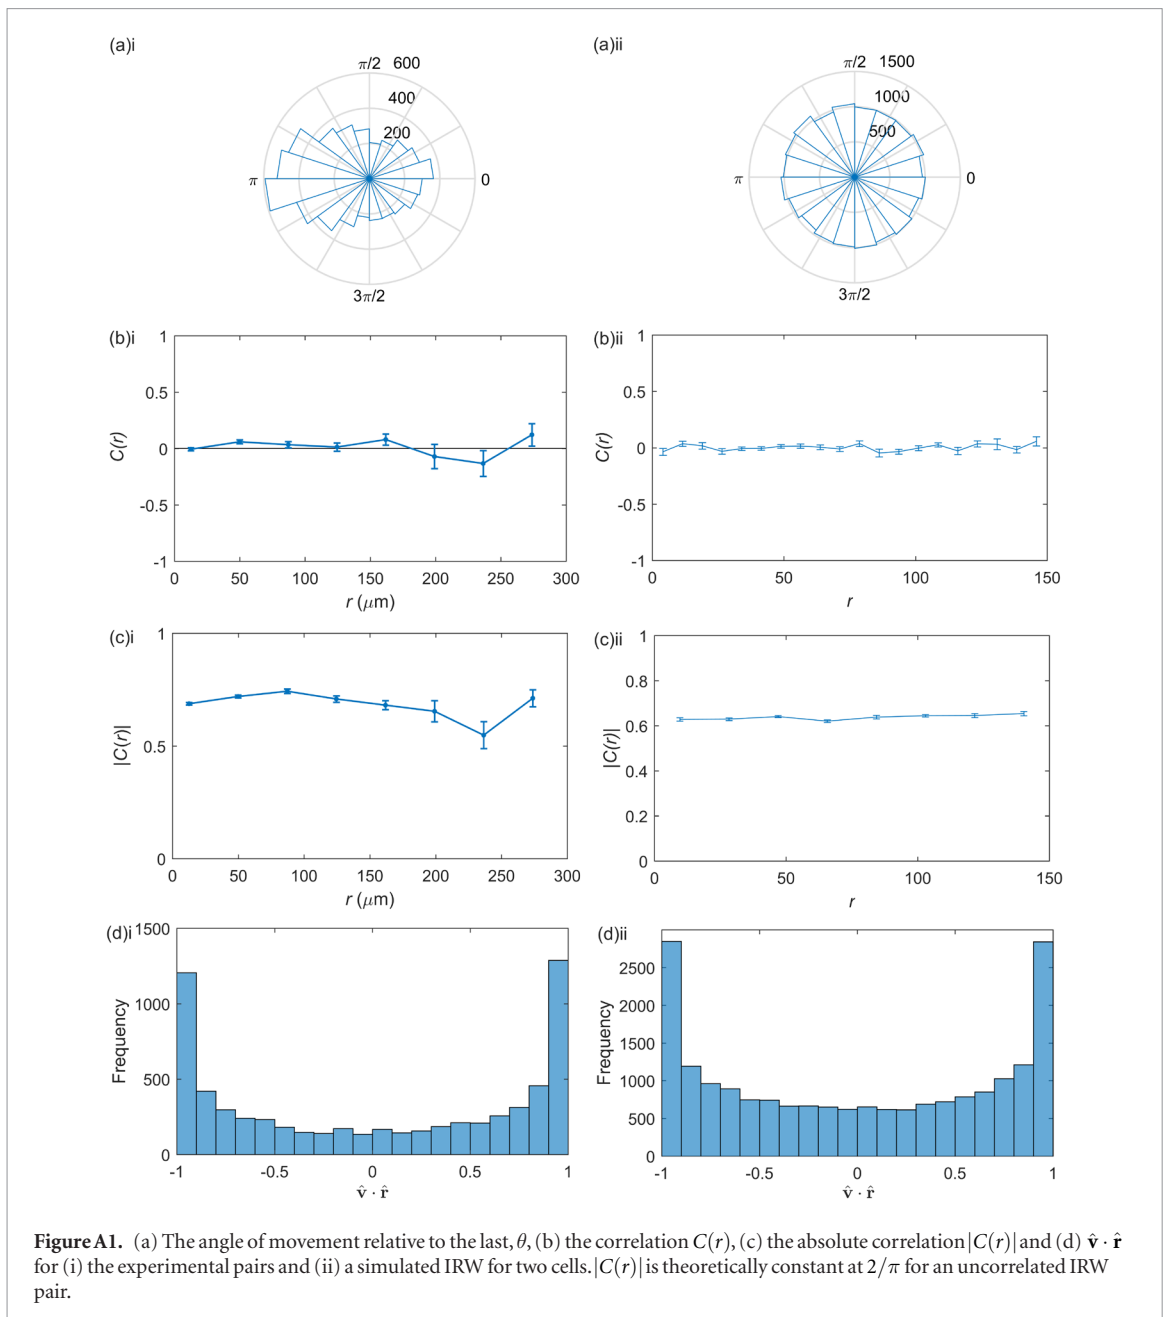 (a)i
π/2 600
400
200
π
0
3π/2
(a)ii
π/2 1500
1000
500
π
0
3π/2
(b)i
1
0.5
0
-0.5
-1
C(r)
0 50 100 150 200 250 300
r (μm)
(b)ii
1
0.5
0
-0.5
-1
C(r)
0 50 100 150
r
(c)i
1
0.5
0
|C(r)|
0 50 100 150 200 250 300
r (μm)
(c)ii
1
0.8
0.6
0.4
0.2
0
|C(r)|
0 50 100 150
r
(d)i
1500
1000
500
0
Frequency
-1 -0.5 0 0.5 1
v̂ · r̂
(d)ii
2500
2000
1500
1000
500
0
Frequency
-1 -0.5 0 0.5 1
v̂ · r̂
Figure A1. (a) The angle of movement relative to the last, θ, (b) the correlation C(r), (c) the absolute correlation |C(r)| and (d) v̂ · r̂
for (i) the experimental pairs and (ii) a simulated IRW for two cells. |C(r)| is theoretically constant at 2/π for an uncorrelated IRW
pair.